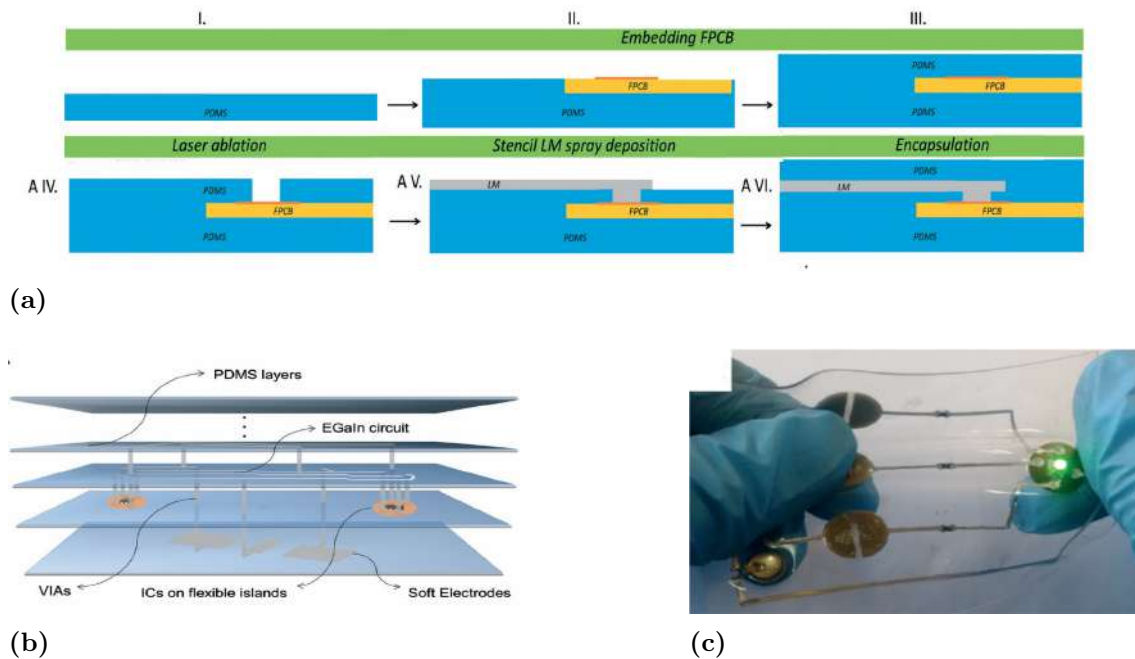 I.
II.
III.
Embedding FPCB
PDMS
FPCB
PDMS
PDMS
FPCB
PDMS
Laser ablation
Stencil LM spray deposition
Encapsulation
A IV.
PDMS
FPCB
PDMS
A V.
LM
FPCB
PDMS
A VI.
PDMS
LM
FPCB
PDMS
(a)
PDMS layers
EGaIn circuit
VIAs
ICs on flexible islands
Soft Electrodes
(b)
(c)